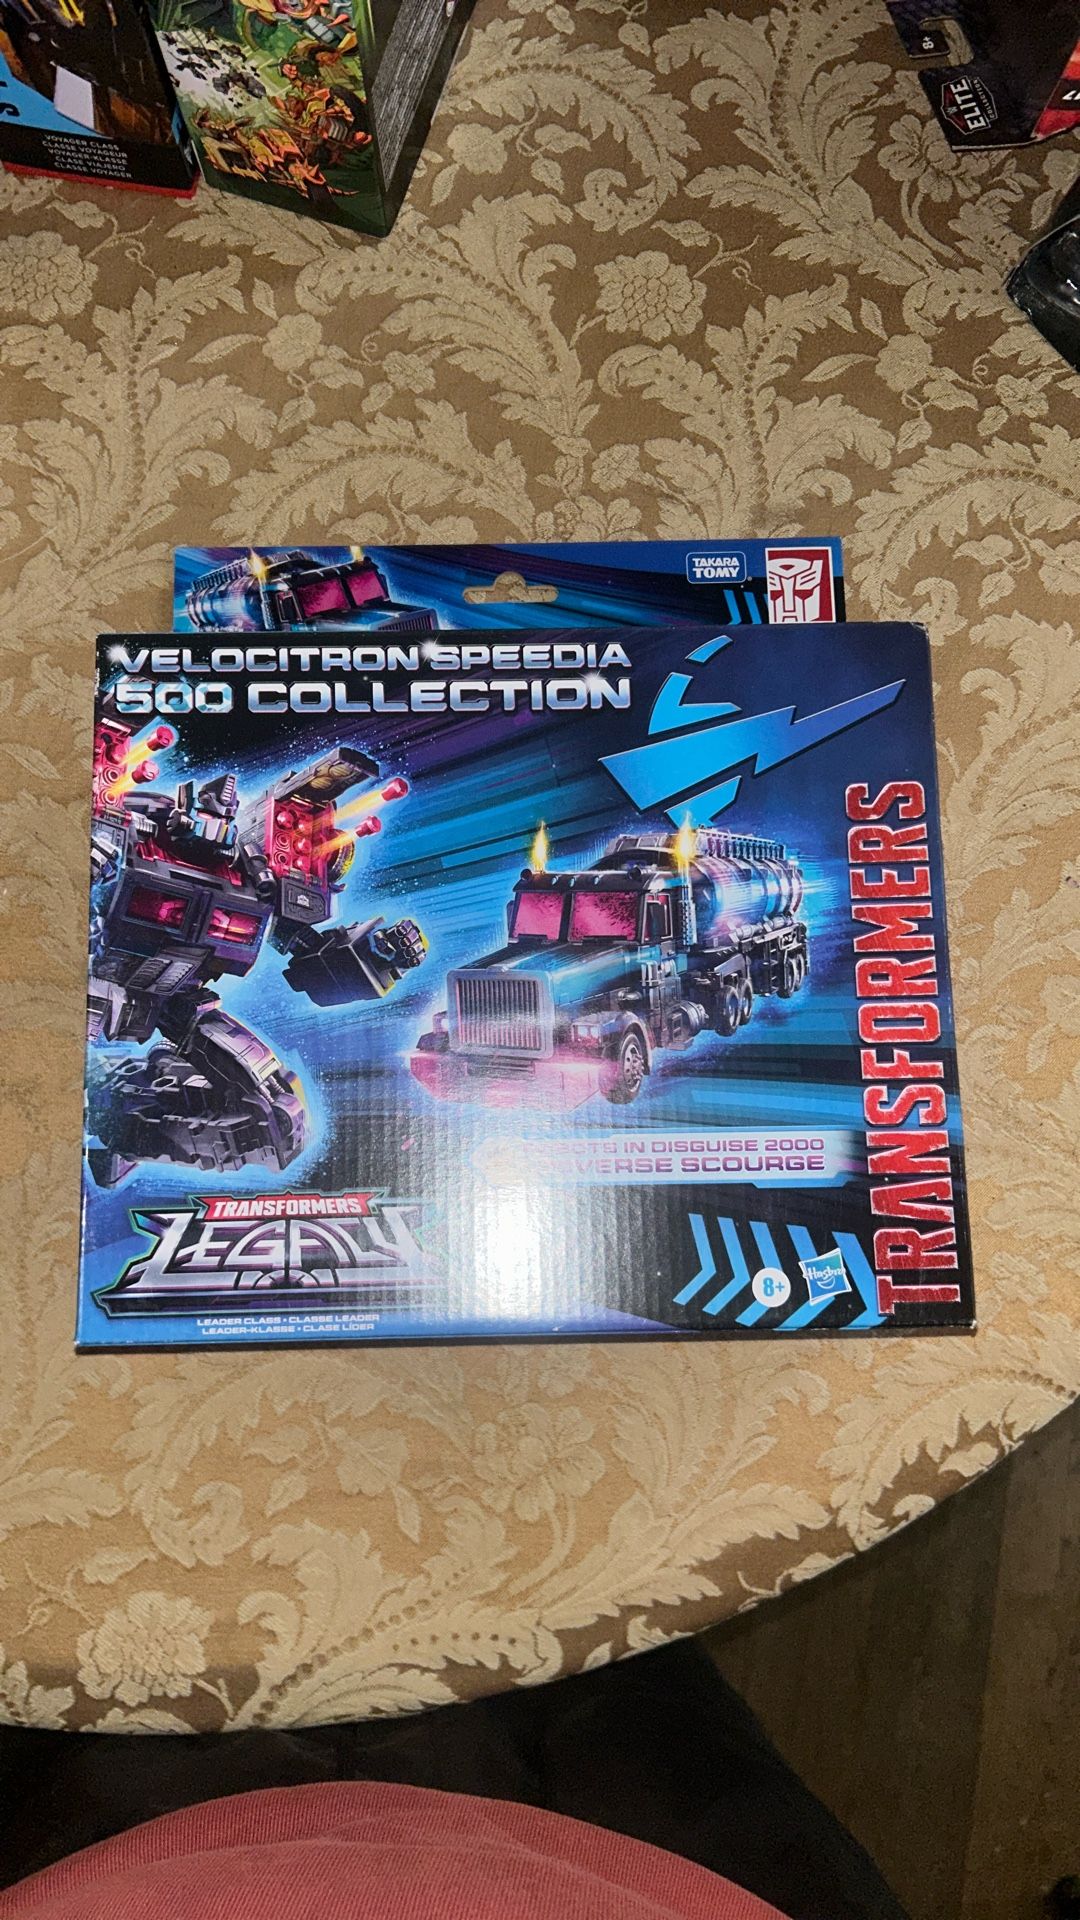 VOYAGER CLASS
CLASSE VOYAGEUR
VOYAGER-KLASSE
CLASE VIAJERO
CLASSE VOYAGER
8+
ELITE
COLLECTION
TAKARA
TOMY
VELOCITRON SPEEDIA
500 COLLECTION
TRANSFORMERS
IN DISGUISE 2000
SCOURGE
TRANSFORMERS
LEGACY
8+
Hasbro
LEADER CLASS • CLASSE LEADER
LEADER-KLASSE • CLASE LÍDER